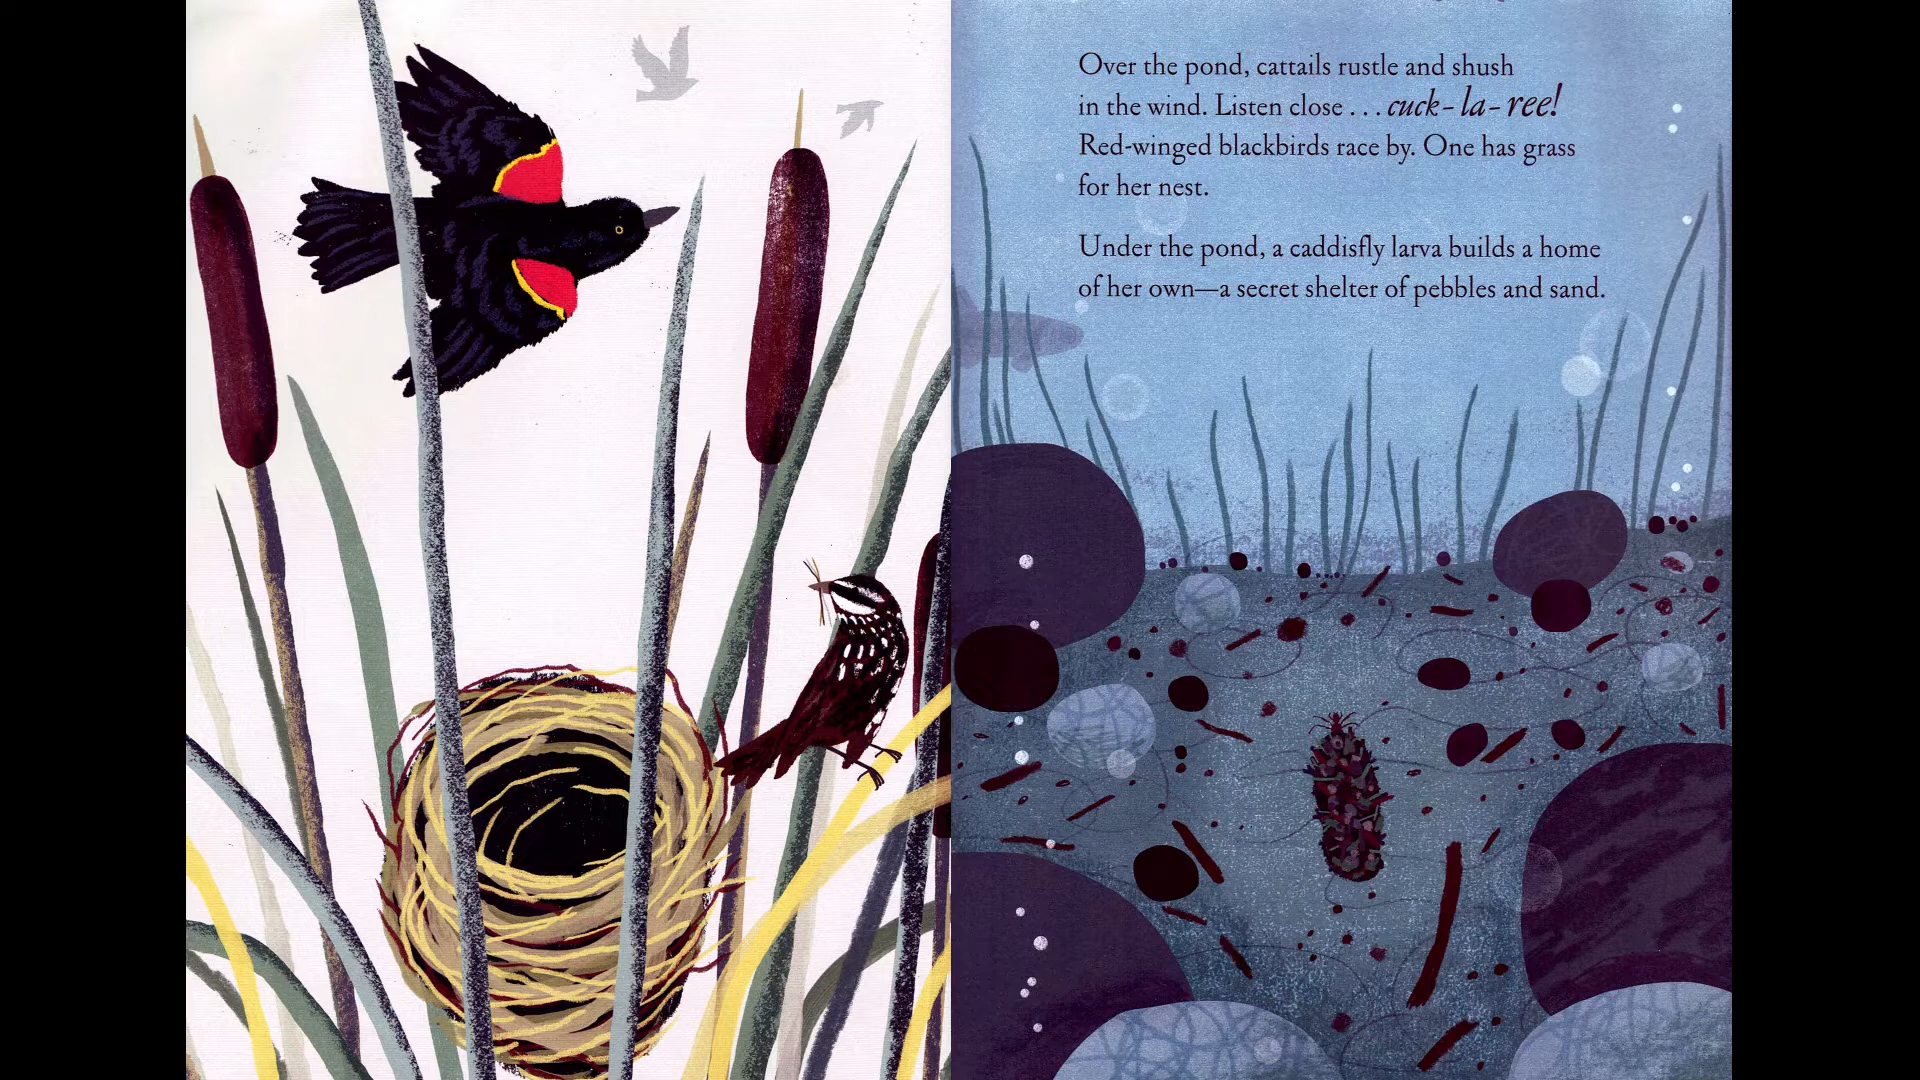 Over the pond, cattails rustle and shush
in the wind. Listen close . . . cuck-la-ree!
Red-winged blackbirds race by. One has grass
for her nest.
Under the pond, a caddisfly larva builds a home
of her own—a secret shelter of pebbles and sand.